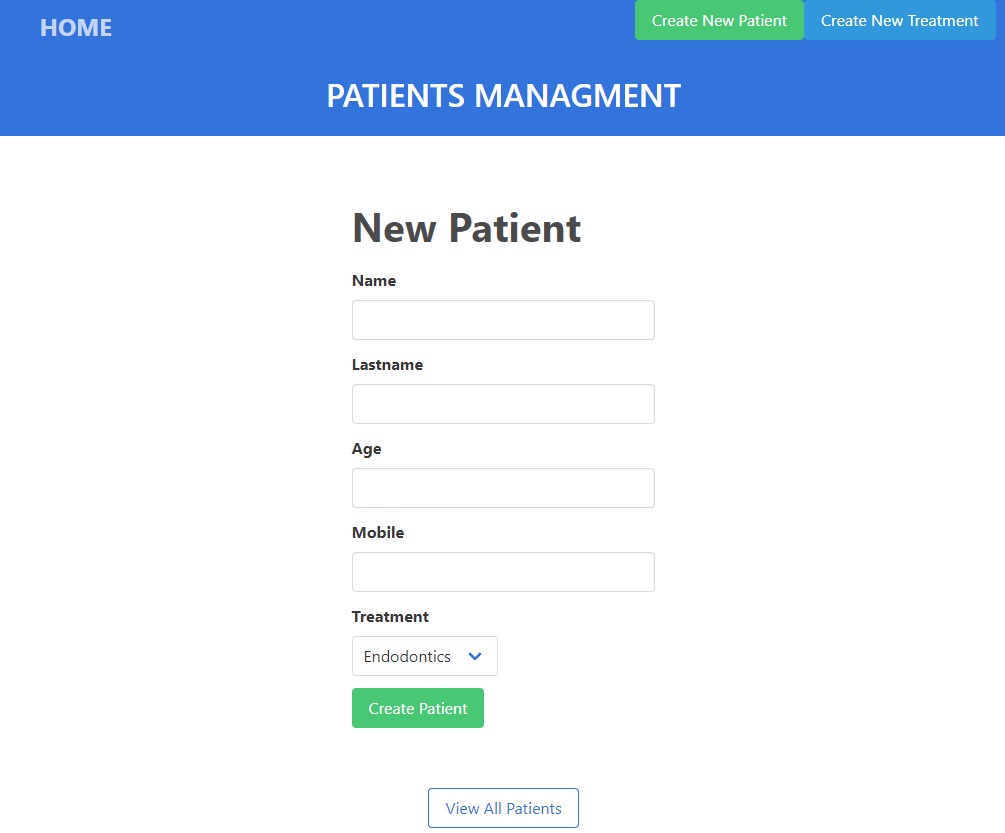 HOME
Create New Patient
Create New Treatment
PATIENTS MANAGMENT
New Patient
Name
Lastname
Age
Mobile
Treatment
Endodontics
Create Patient
View All Patients